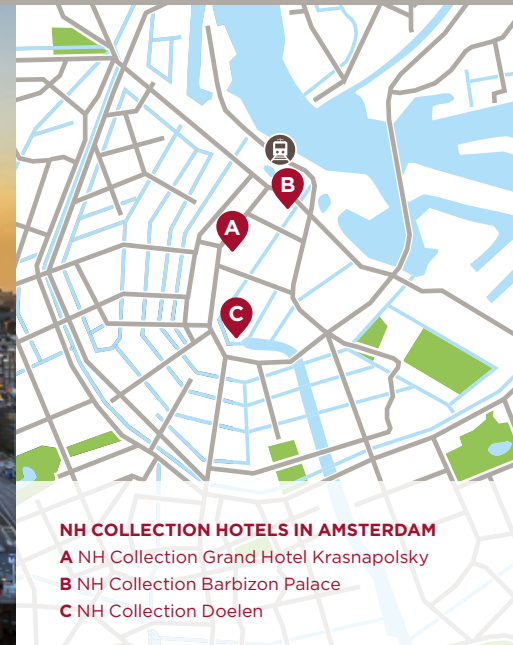 B
A
C
NH COLLECTION HOTELS IN AMSTERDAM
A NH Collection Grand Hotel Krasnapolsky
B NH Collection Barbizon Palace
C NH Collection Doelen